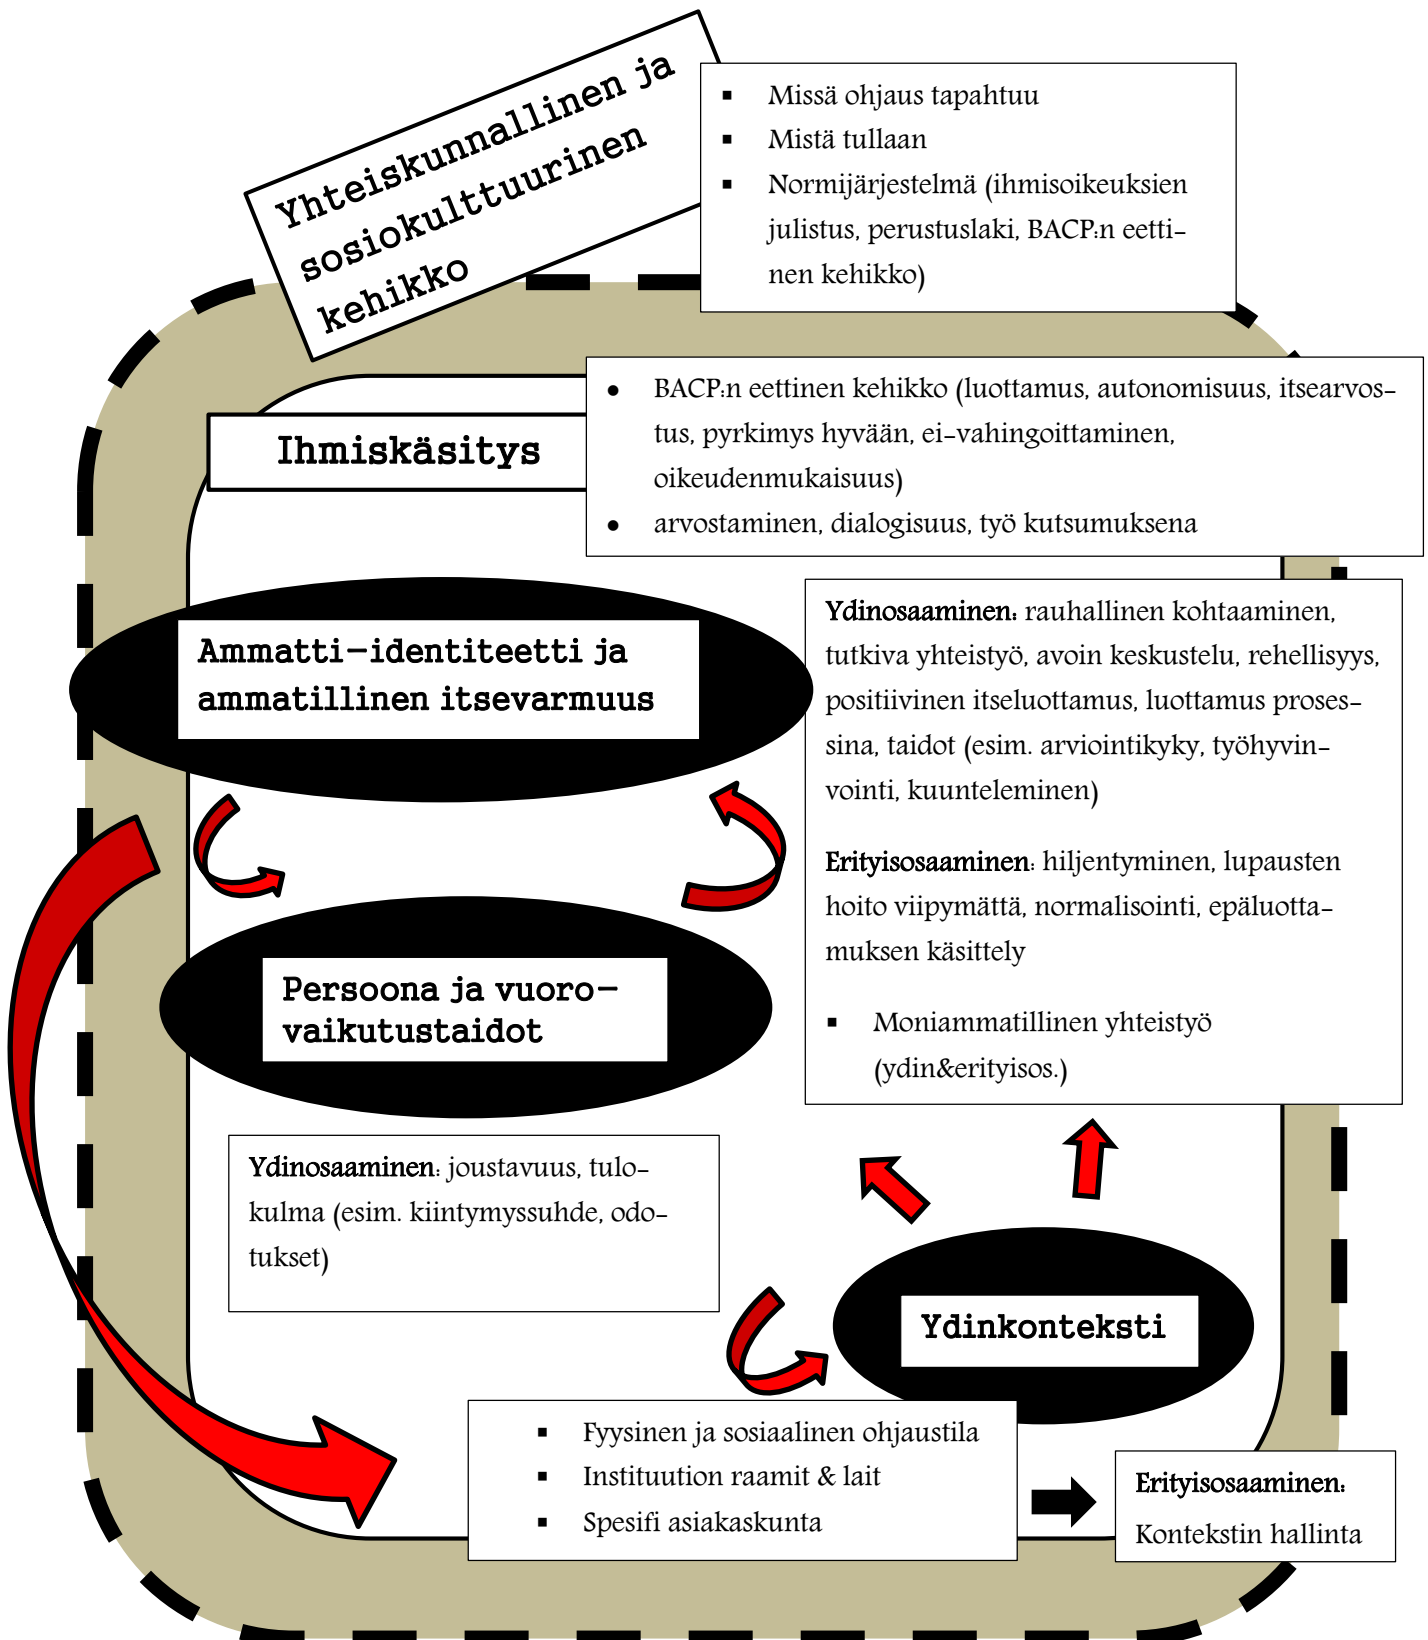 Yhteiskunnallinen ja
sosiokulttuurinen
kehikko
▪ Missä ohjaus tapahtuu
▪ Mistä tullaan
▪ Normijärjestelmä (ihmisoikeuksien
julistus, perustuslaki, BACP:n eetti-
nen kehikko)
Ihmiskäsitys
● BACP:n eettinen kehikko (luottamus, autonomisuus, itsearvos-
tus, pyrkimys hyvään, ei-vahingoittaminen,
oikeudenmukaisuus)
● arvostaminen, dialogisuus, työ kutsumuksena
Ammatti-identiteetti ja
ammatillinen itsevarmuus
Ydinosaaminen: rauhallinen kohtaaminen,
tutkiva yhteistyö, avoin keskustelu, rehellisyys,
positiivinen itseluottamus, luottamus proses-
sina, taidot (esim. arviointikyky, työhyvin-
vointi, kuunteleminen)
Erityisosaaminen: hiljentyminen, lupausten
hoito viipymättä, normalisointi, epäluotta-
muksen käsittely
▪ Moniammatillinen yhteistyö
(ydin&erityisos.)
Persoona ja vuoro-
vaikutustaidot
Ydinosaaminen: joustavuus, tulo-
kulma (esim. kiintymyssuhde, odo-
tukset)
Ydinkonteksti
▪ Fyysinen ja sosiaalinen ohjaustila
▪ Instituution raamit & lait
▪ Spesifi asiakaskunta
Erityisosaaminen:
Kontekstin hallinta